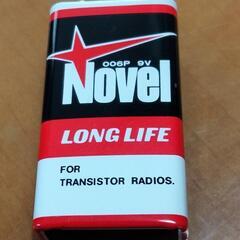 006P 9V
Novel
LONG LIFE
FOR
TRANSISTOR RADIOS.